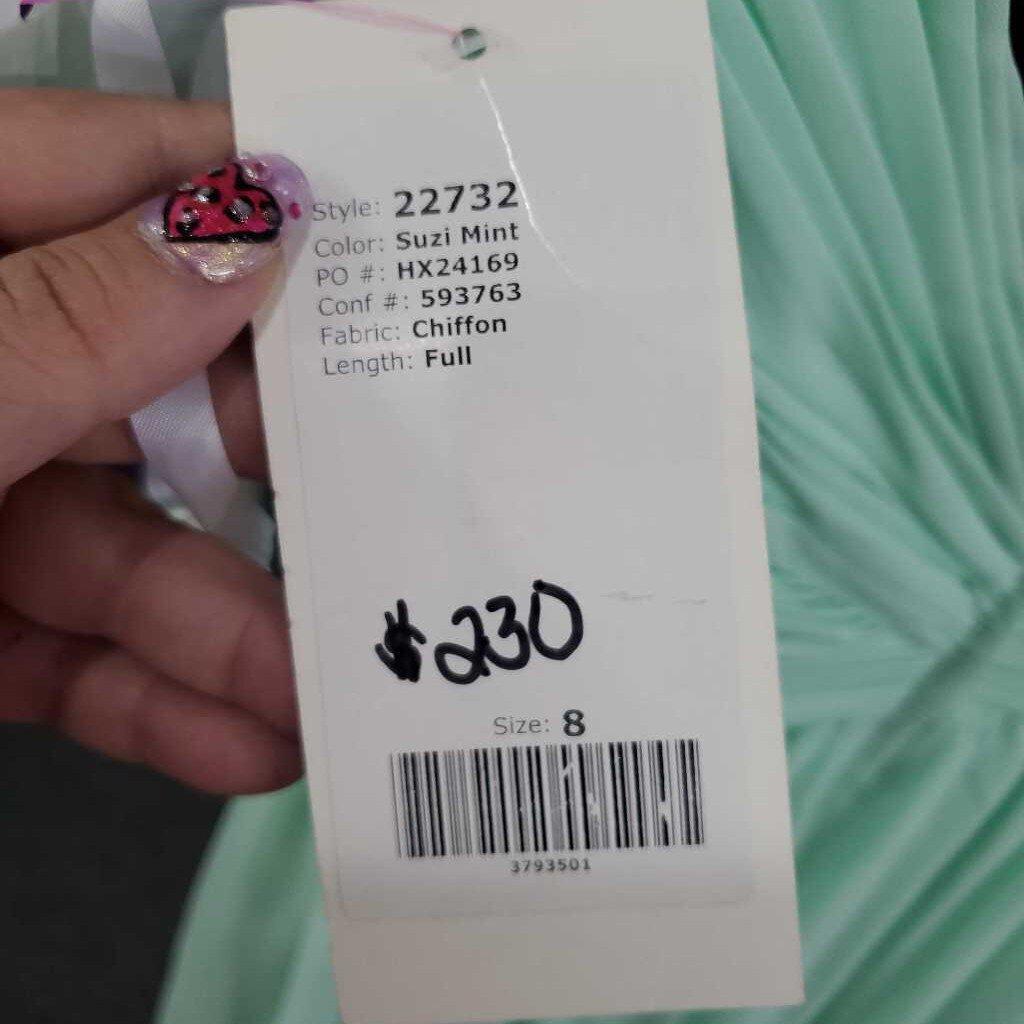 Style: 22732
Color: Suzi Mint
PO #: HX24169
Conf #: 593763
Fabric: Chiffon
Length: Full
$230
Size: 8
3793501